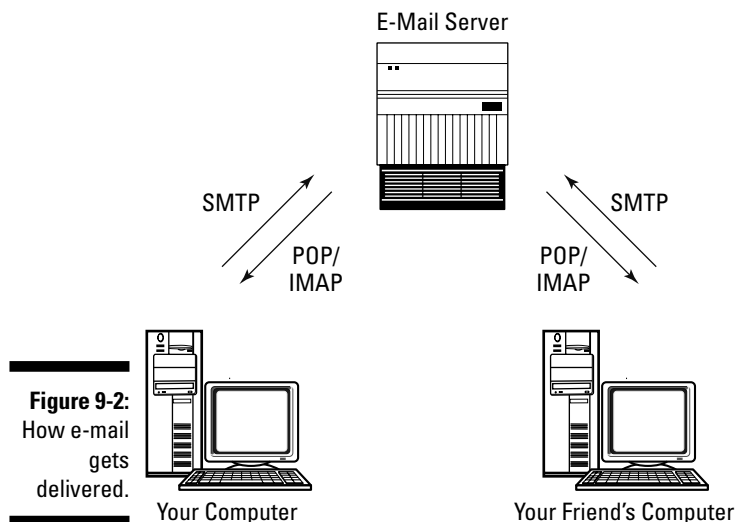 E-Mail Server
SMTP
POP/
IMAP
SMTP
POP/
IMAP
Figure 9-2:
How e-mail
gets
delivered.
Your Computer
Your Friend's Computer